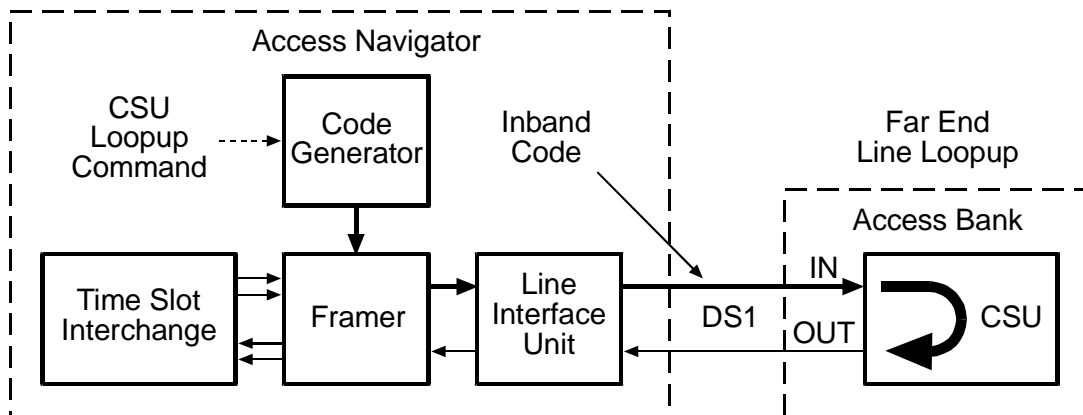 Access Navigator
CSU
Loopup
Command
Code
Generator
Inband
Code
Far End
Line Loopup
Access Bank
Time Slot
Interchange
Framer
Line
Interface
Unit
DS1
IN
OUT
CSU